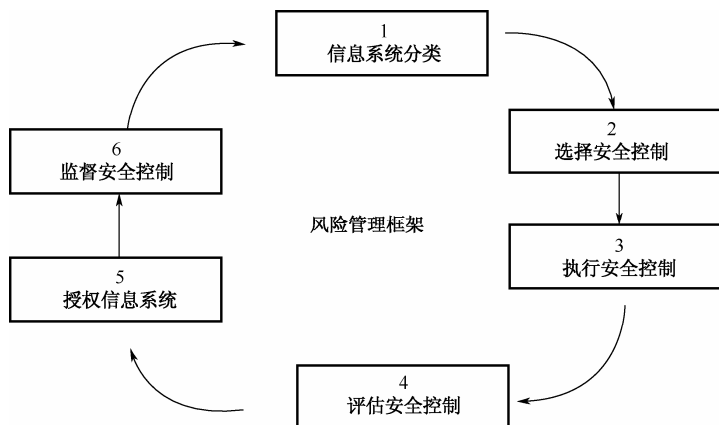 1
信息系统分类
2
选择安全控制
3
执行安全控制
4
评估安全控制
5
授权信息系统
6
监督安全控制
风险管理框架